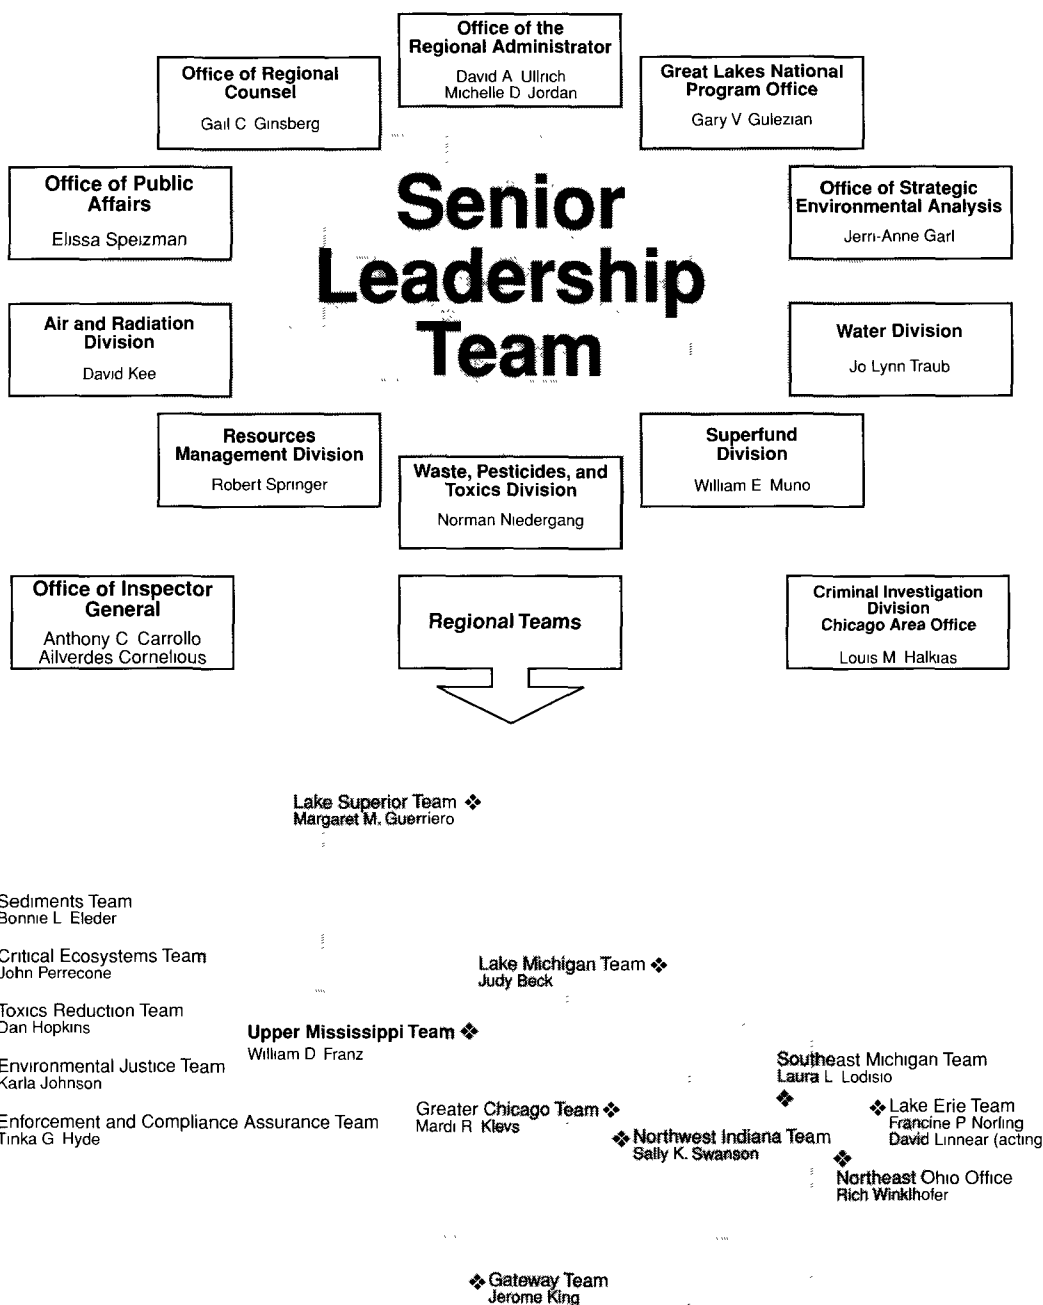 Office of the
Regional Administrator
David A Ullrich
Michelle D Jordan
Office of Regional
Counsel
Gail C Ginsberg
Great Lakes National
Program Office
Gary V Gulezian
Office of Public
Affairs
Elissa Speizman
Senior
Leadership
Team
Office of Strategic
Environmental Analysis
Jerri-Anne Garl
Air and Radiation
Division
David Kee
Water Division
Jo Lynn Traub
Resources
Management Division
Robert Springer
Waste, Pesticides, and
Toxics Division
Norman Niedergang
Superfund
Division
William E Muno
Office of Inspector
General
Anthony C Carrollo
Ailverdes Cornelious
Regional Teams
Criminal Investigation
Division
Chicago Area Office
Louis M Halkias
Lake Superior Team ❖
Margaret M. Guerriero
Sediments Team
Bonnie L Eleder
Critical Ecosystems Team
John Perrecone
Toxics Reduction Team
Dan Hopkins
Environmental Justice Team
Karla Johnson
Enforcement and Compliance Assurance Team
Tinka G Hyde
Lake Michigan Team ❖
Judy Beck
Upper Mississippi Team ❖
William D Franz
Southeast Michigan Team
Laura L Lodisio
❖
Greater Chicago Team ❖
Mardi R Klevs
❖ Lake Erie Team
Francine P Norling
David Linnear (acting
❖ Northwest Indiana Team
Sally K. Swanson
❖
Northeast Ohio Office
Rich Winklhofer
❖ Gateway Team
Jerome King